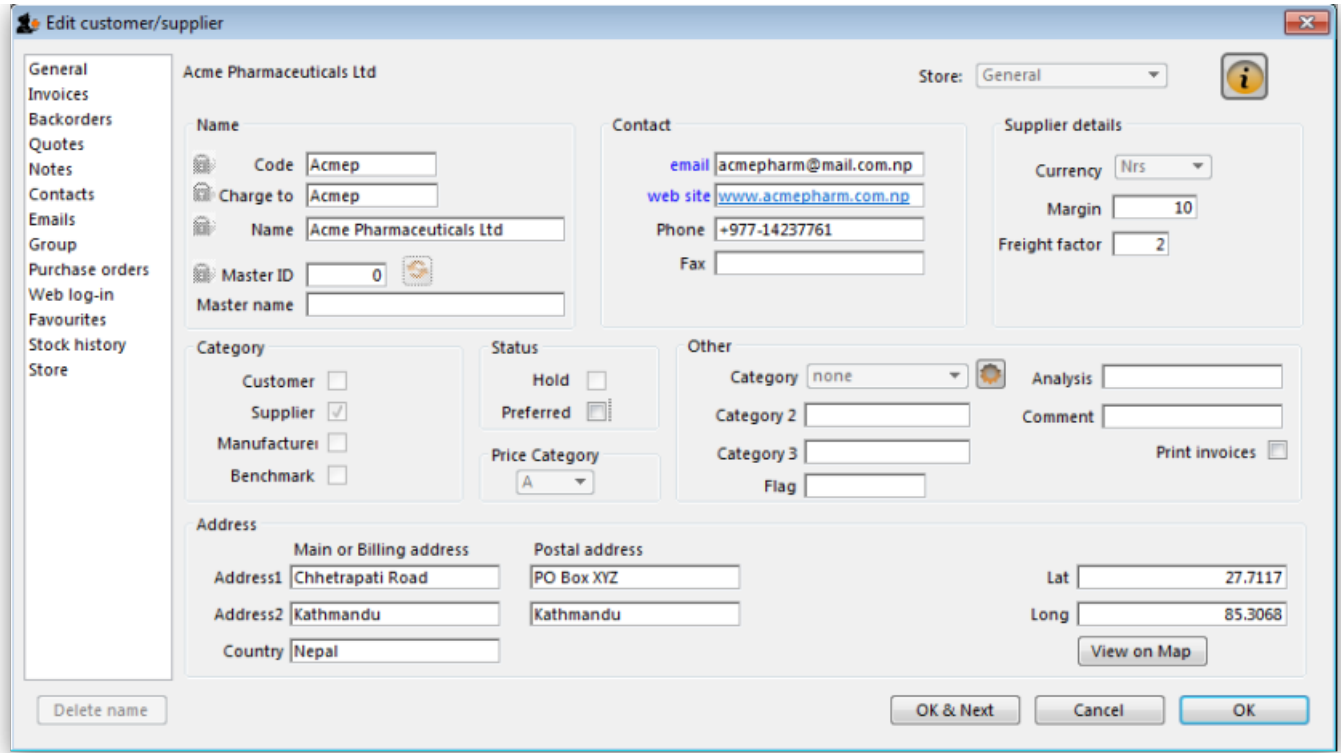 Edit customer/supplier
General
Invoices
Backorders
Quotes
Notes
Contacts
Emails
Group
Purchase orders
Web log-in
Favourites
Stock history
Store
Acme Pharmaceuticals Ltd
Store: General
Name
Code Acmep
Charge to Acmep
Name Acme Pharmaceuticals Ltd
Master ID 0
Master name
Contact
email acmepharm@mail.com.np
web site www.acmepharm.com.np
Phone +977-14237761
Fax
Supplier details
Currency Nrs
Margin 10
Freight factor 2
Category
Customer
Supplier
Manufacturer
Benchmark
Status
Hold
Preferred
Price Category
A
Other
Category none
Category 2
Category 3
Flag
Analysis
Comment
Print invoices
Address
Main or Billing address Postal address
Address1 Chhetrapati Road PO Box XYZ
Address2 Kathmandu Kathmandu
Country Nepal
Lat 27.7117
Long 85.3068
View on Map
Delete name
OK & Next
Cancel
OK